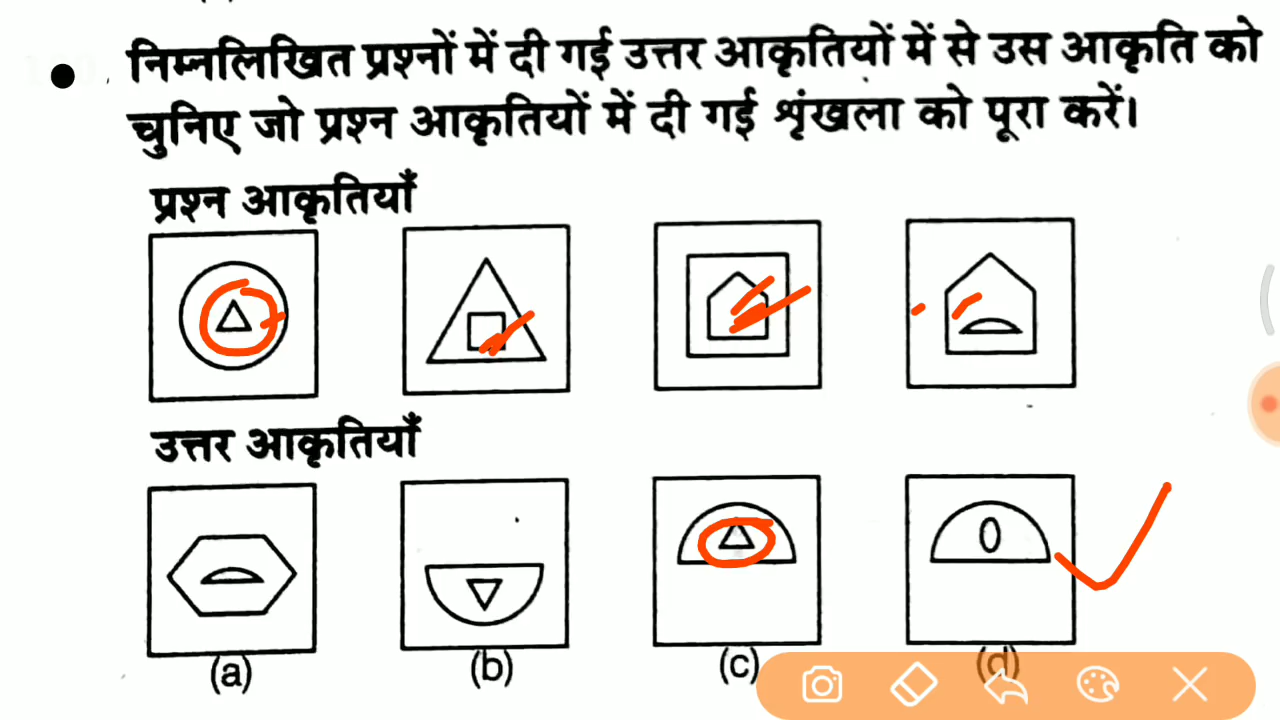 निम्नलिखित प्रश्नों में दी गई उत्तर आकृतियों में से उस आकृति को
चुनिए जो प्रश्न आकृतियों में दी गई श्रृंखला को पूरा करें।
प्रश्न आकृतियाँ
उत्तर आकृतियाँ
(a) (b) (c) (d)